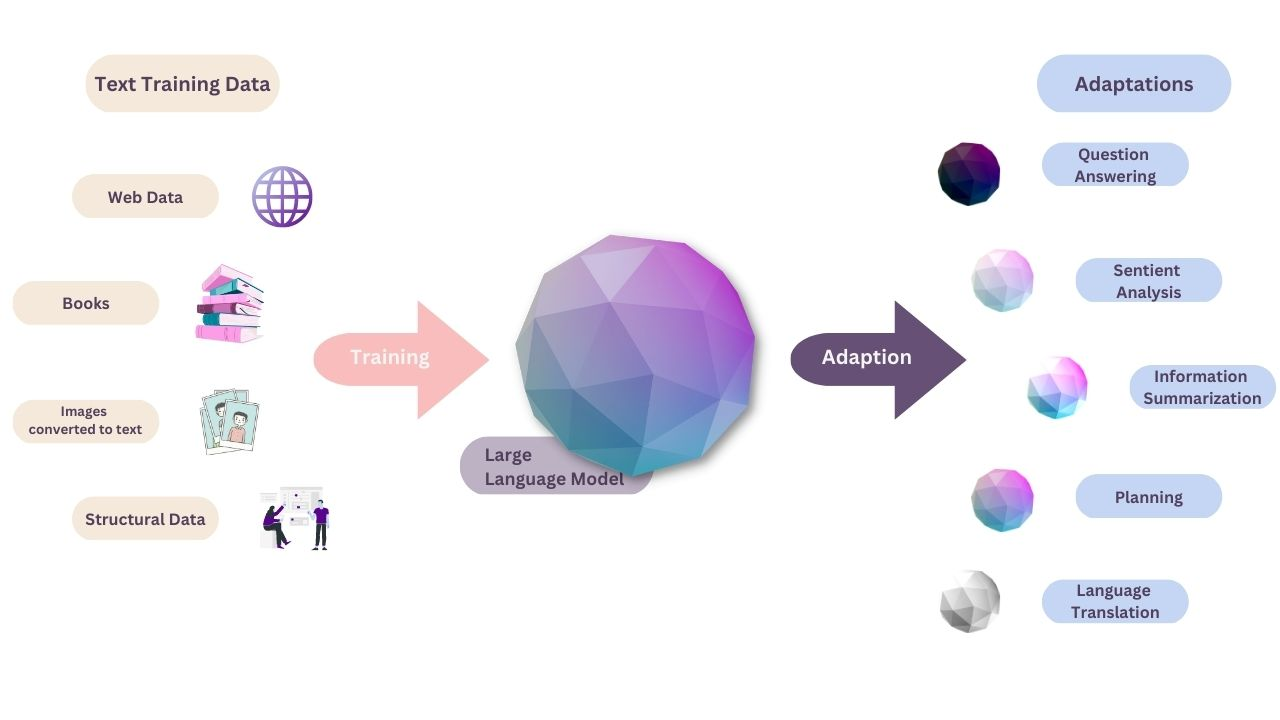 Text Training Data
Web Data
Books
Images
converted to text
Structural Data
Training
Large
Language Model
Adaption
Adaptations
Question
Answering
Sentient
Analysis
Information
Summarization
Planning
Language
Translation